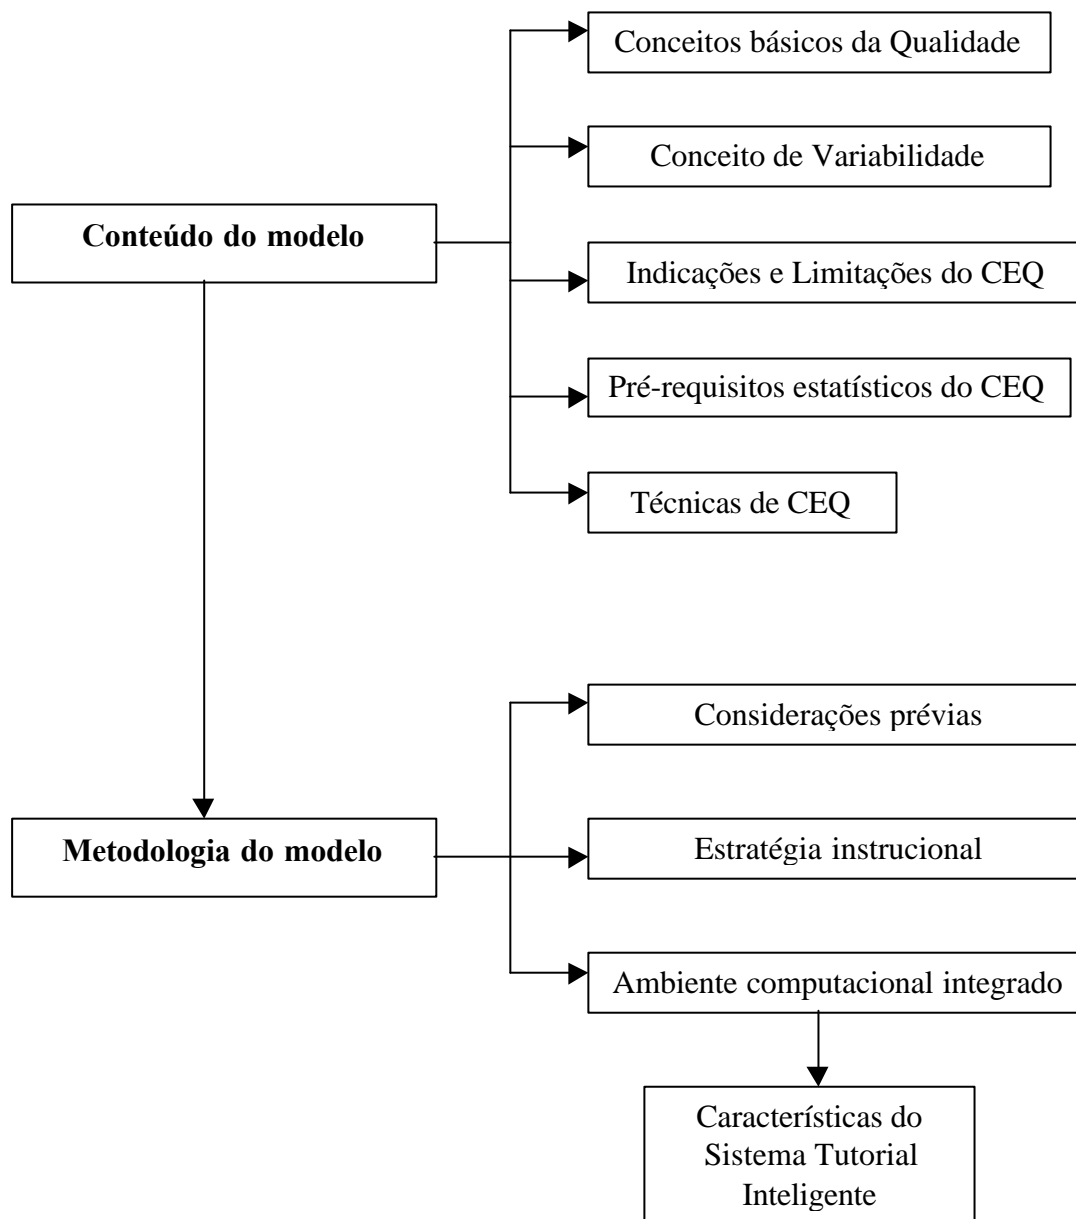 Conceitos básicos da Qualidade
Conceito de Variabilidade
Conteúdo do modelo
Indicações e Limitações do CEQ
Pré-requisitos estatísticos do CEQ
Técnicas de CEQ
Considerações prévias
Metodologia do modelo
Estratégia instrucional
Ambiente computacional integrado
Características do
Sistema Tutorial
Inteligente